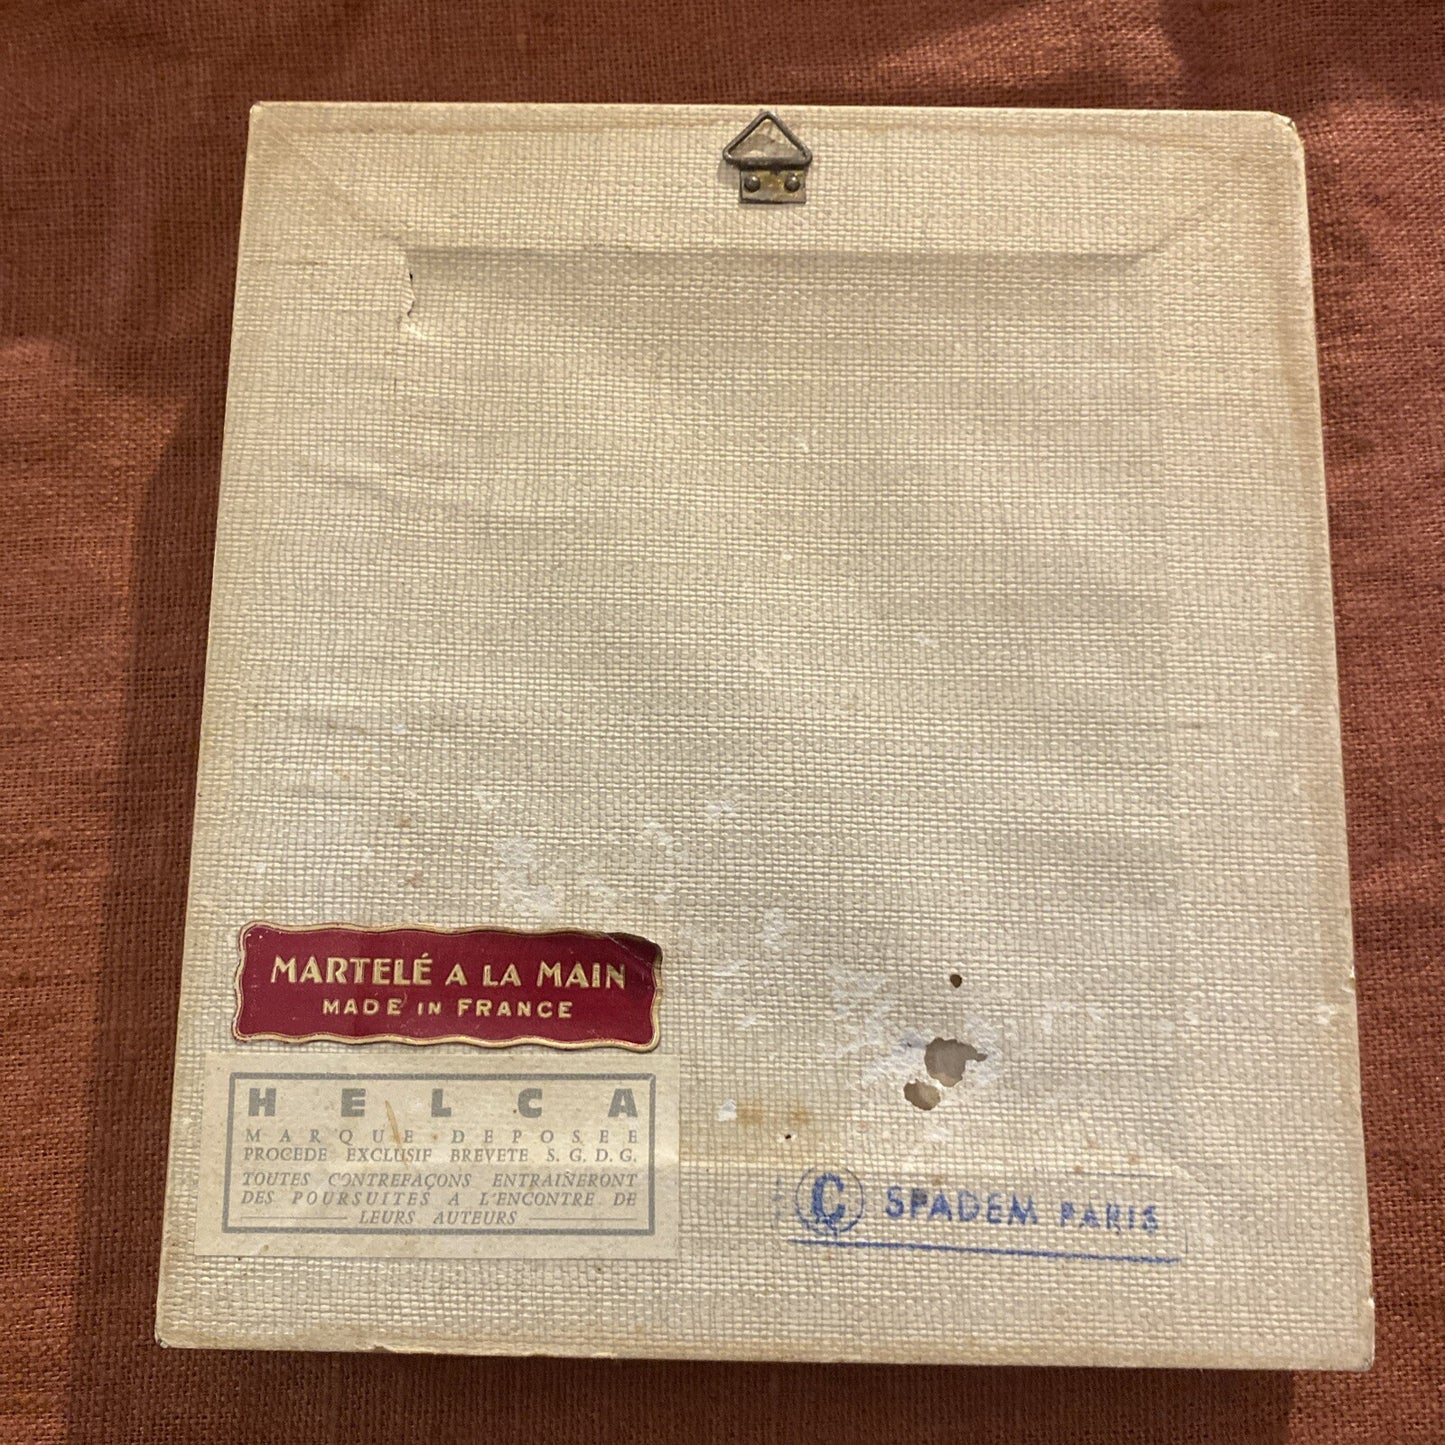 MARTELÉ A LA MAIN
MADE IN FRANCE
HELCA
MARQUE DEPOSEE
PROCEDE EXCLUSIF BREVETE S.G.D.G.
TOUTES CONTREFAÇONS ENTRAINERONT
DES POURSUITES A L'ENCONTRE DE
LEURS AUTEURS
© SPADEM PARIS